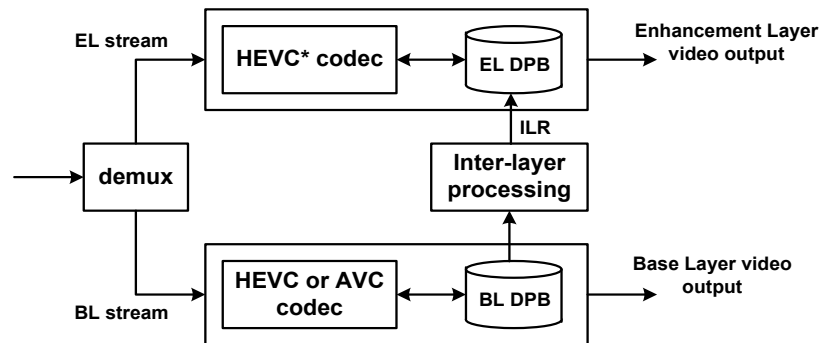 EL stream
HEVC* codec
EL DPB
Enhancement Layer
video output
ILR
demux
Inter-layer
processing
BL stream
HEVC or AVC
codec
BL DPB
Base Layer video
output